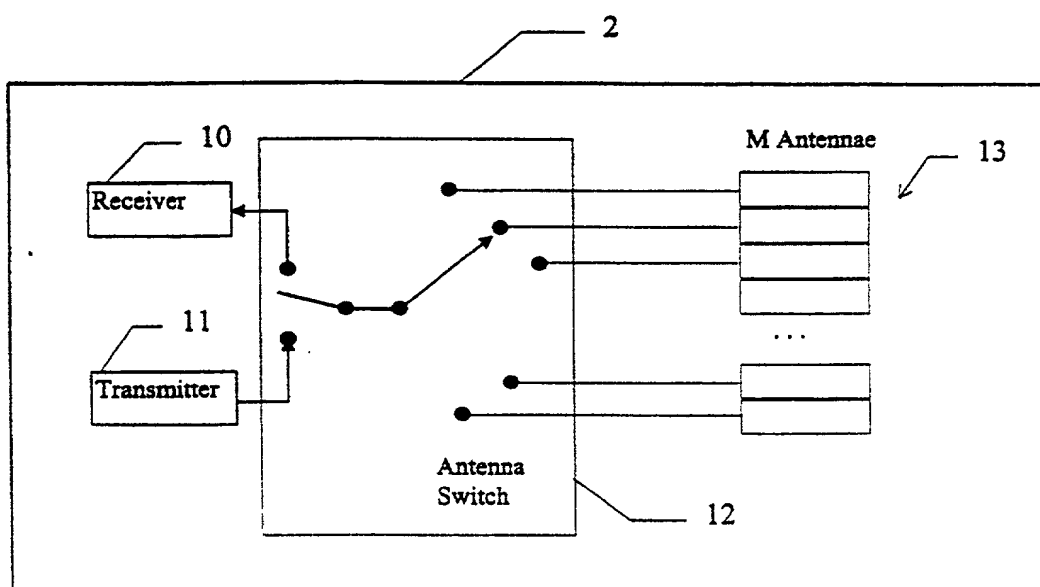 2
10
M Antennae
13
Receiver
11
...
Transmitter
Antenna
Switch
12